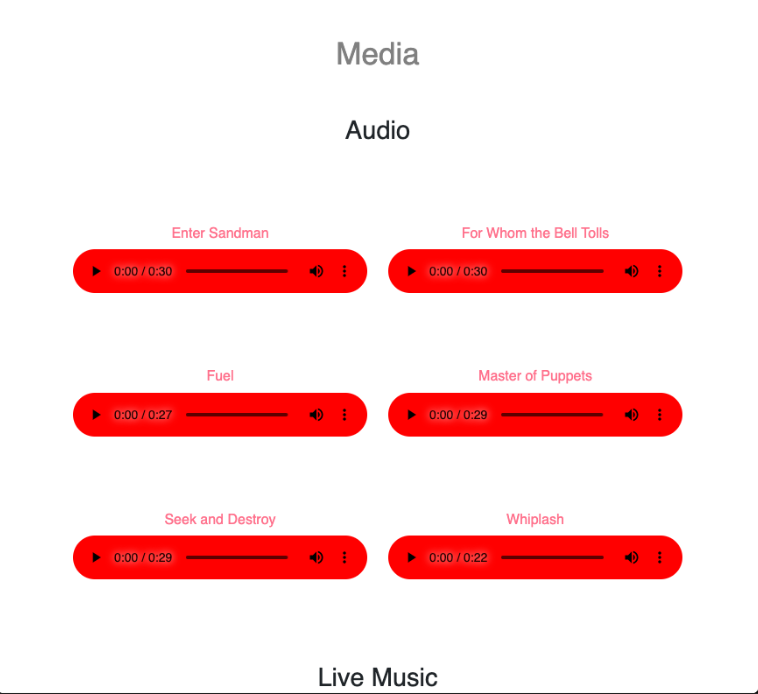 Media
Audio
Enter Sandman
For Whom the Bell Tolls
0:00 / 0:30
0:00 / 0:30
Fuel
Master of Puppets
0:00 / 0:27
0:00 / 0:29
Seek and Destroy
Whiplash
0:00 / 0:29
0:00 / 0:22
Live Music